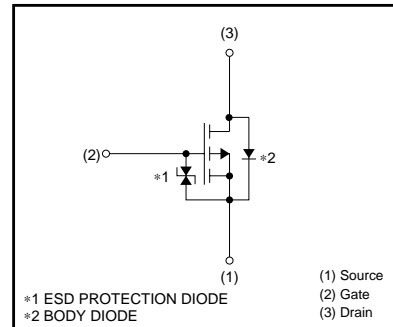 (3)
(2)
∗1
∗2
(1)
∗1 ESD PROTECTION DIODE
∗2 BODY DIODE
(1) Source
(2) Gate
(3) Drain